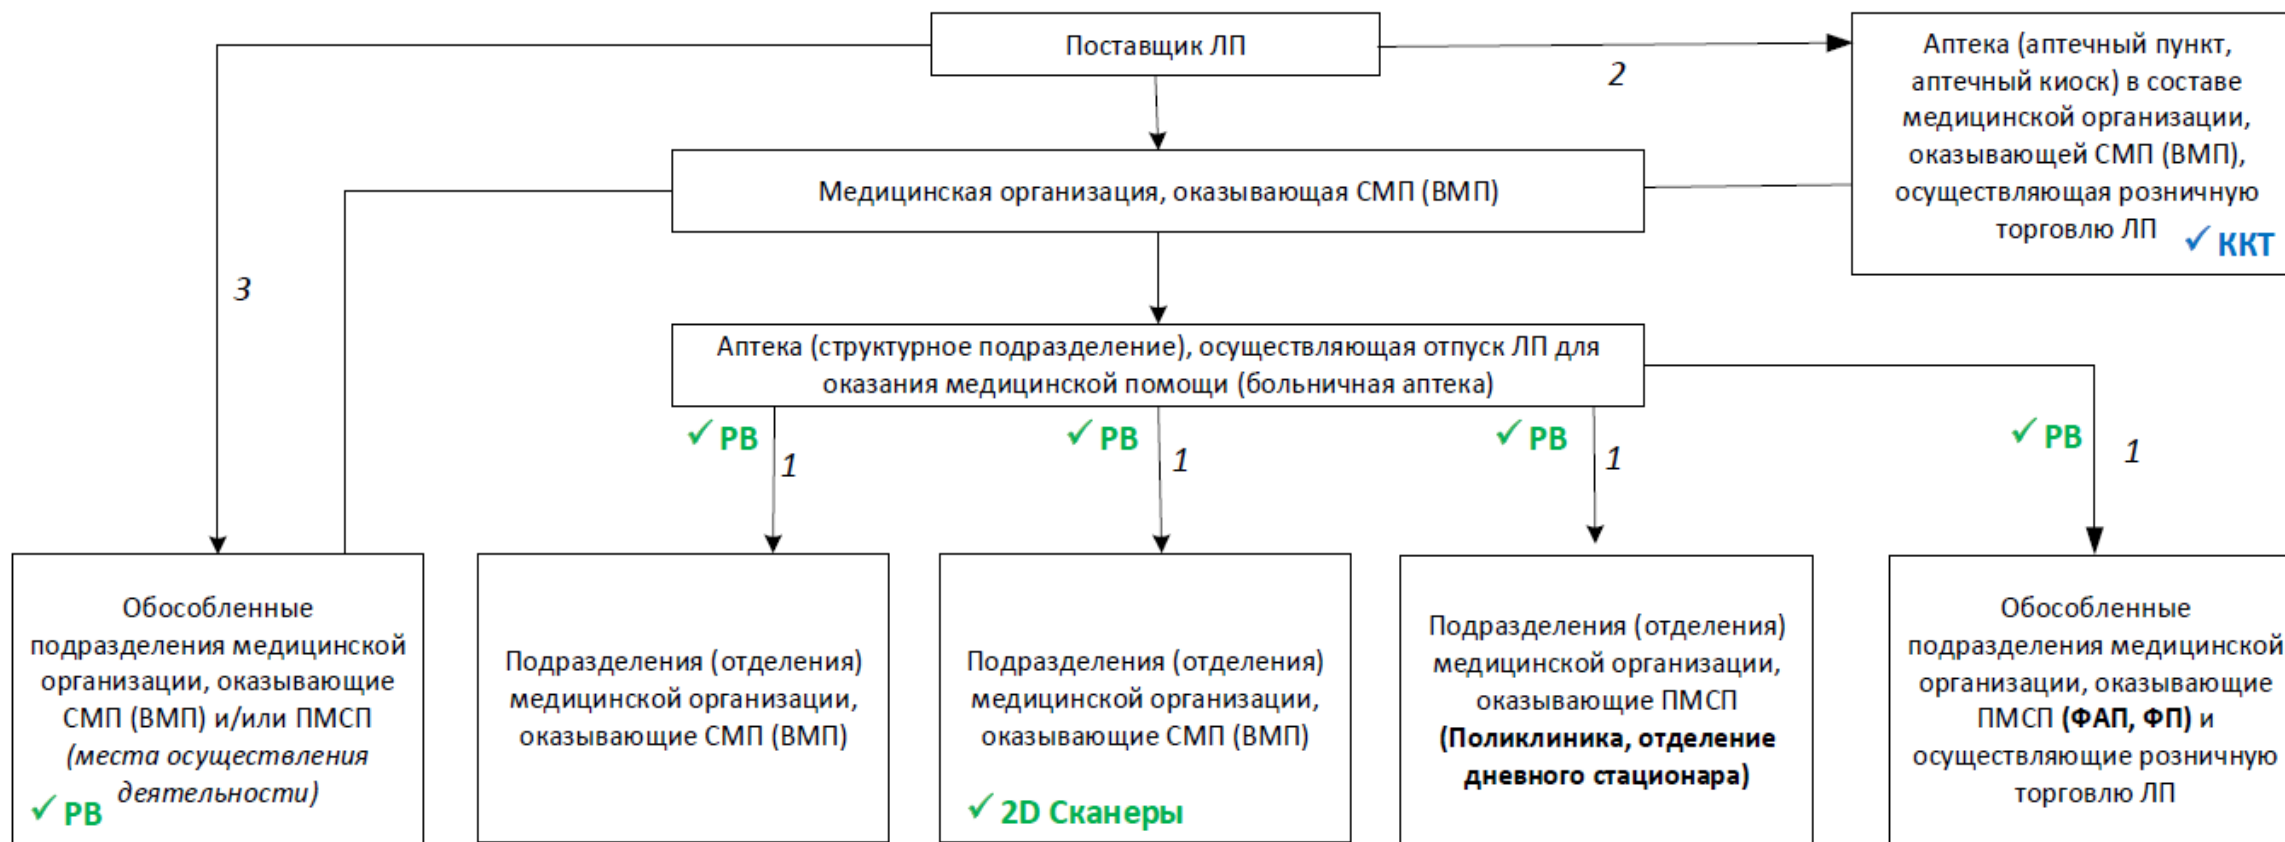 Поставщик ЛП
2
Аптека (аптечный пункт,
аптечный киоск) в составе
медицинской организации,
оказывающей СМП (ВМП),
осуществляющая розничную
торговлю ЛП
✓ ККТ
Медицинская организация, оказывающая СМП (ВМП)
3
Аптека (структурное подразделение), осуществляющая отпуск ЛП для
оказания медицинской помощи (больничная аптека)
✓ РВ
1
✓ РВ
1
✓ РВ
1
✓ РВ
1
Обособленные
подразделения медицинской
организации, оказывающие
СМП (ВМП) и/или ПМСП
(места осуществления
деятельности)
✓ РВ
Подразделения (отделения)
медицинской организации,
оказывающие СМП (ВМП)
Подразделения (отделения)
медицинской организации,
оказывающие СМП (ВМП)
✓ 2D Сканеры
Подразделения (отделения)
медицинской организации,
оказывающие ПМСП
(Поликлиника, отделение
дневного стационара)
Обособленные
подразделения медицинской
организации, оказывающие
ПМСП (ФАП, ФП) и
осуществляющие розничную
торговлю ЛП